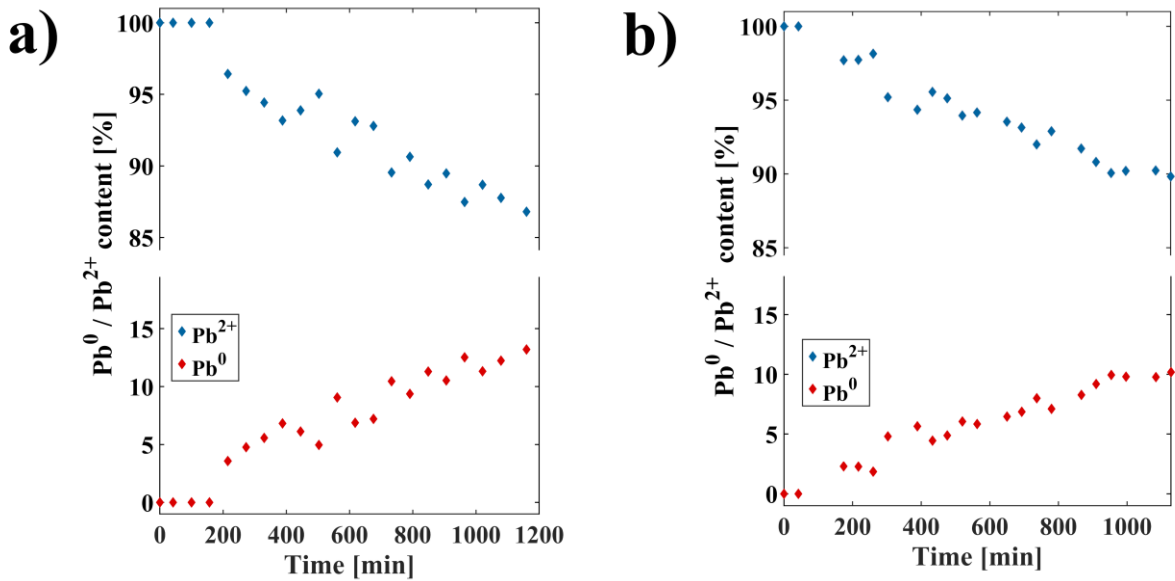 a)
Pb⁰ / Pb²⁺ content [%]
100
95
90
85
15
10
5
0
Pb²⁺
Pb⁰
0 200 400 600 800 1000 1200
Time [min]
b)
Pb⁰ / Pb²⁺ content [%]
100
95
90
85
15
10
5
0
Pb²⁺
Pb⁰
0 200 400 600 800 1000
Time [min]